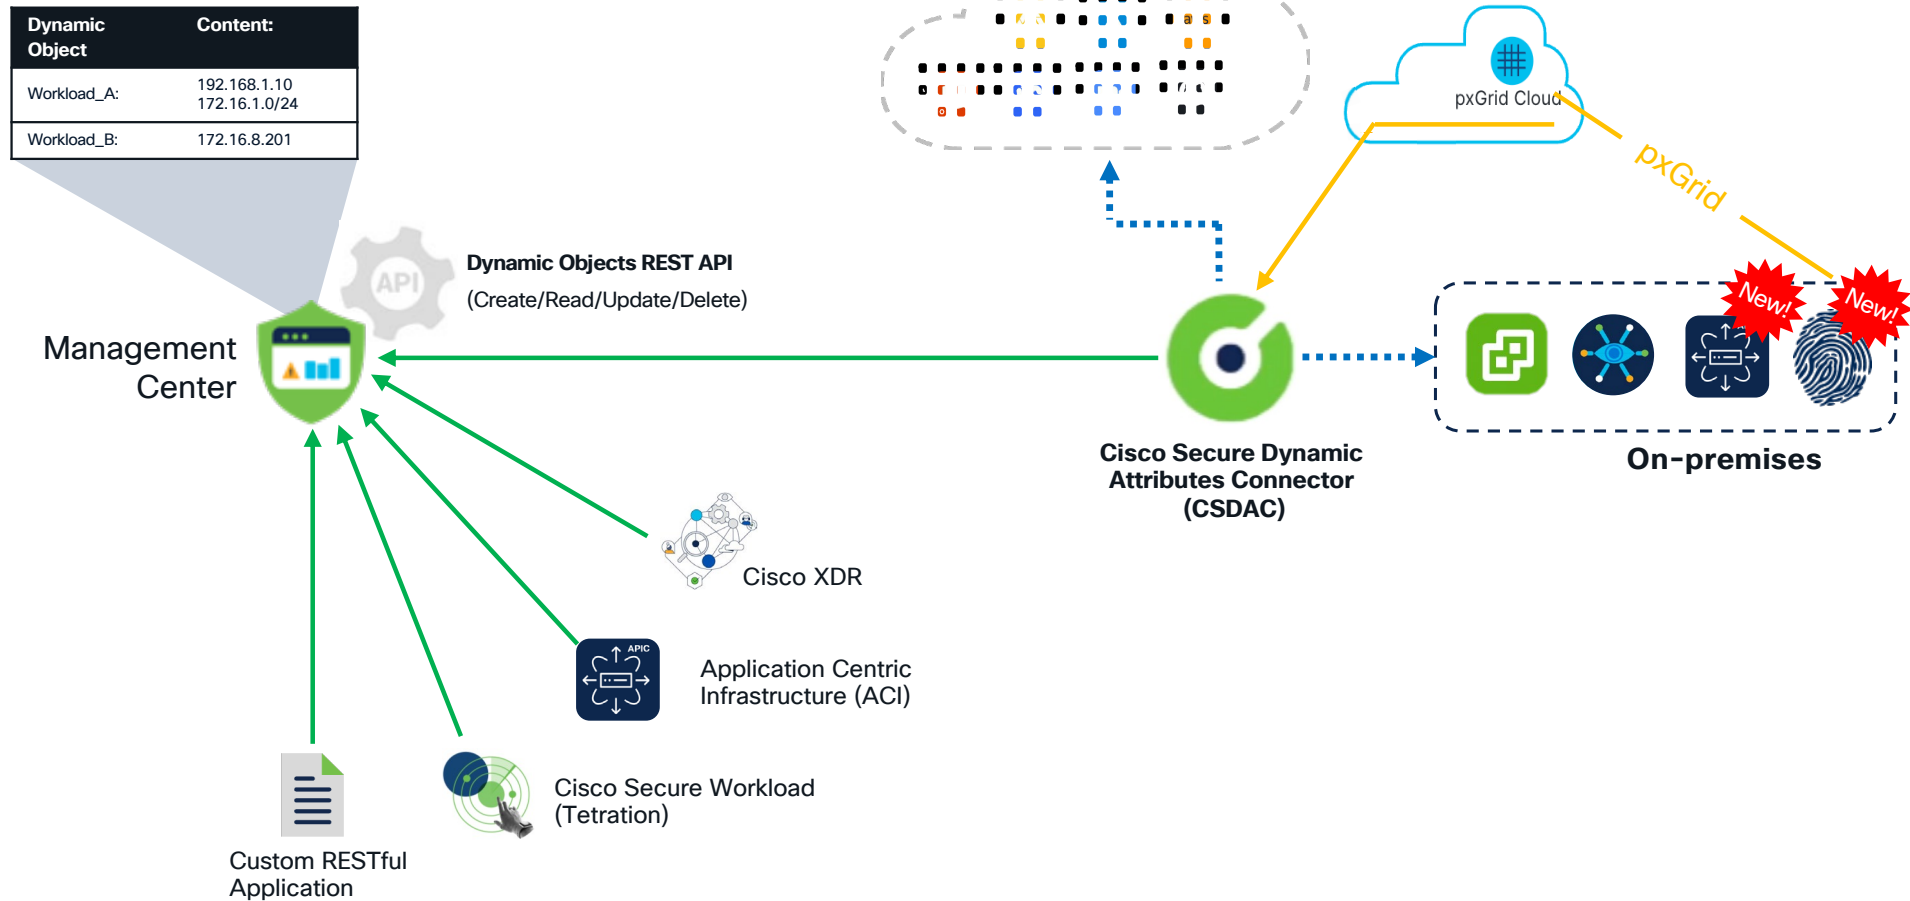 Dynamic Object
Content:
Workload_A:
192.168.1.10
172.16.1.0/24
Workload_B:
172.16.8.201
pxGrid Cloud
pxGrid
API
Dynamic Objects REST API
(Create/Read/Update/Delete)
New!
New!
Management
Center
Cisco Secure Dynamic
Attributes Connector
(CSDAC)
On-premises
Cisco XDR
APIC
Application Centric
Infrastructure (ACI)
Cisco Secure Workload
(Tetration)
Custom RESTful
Application